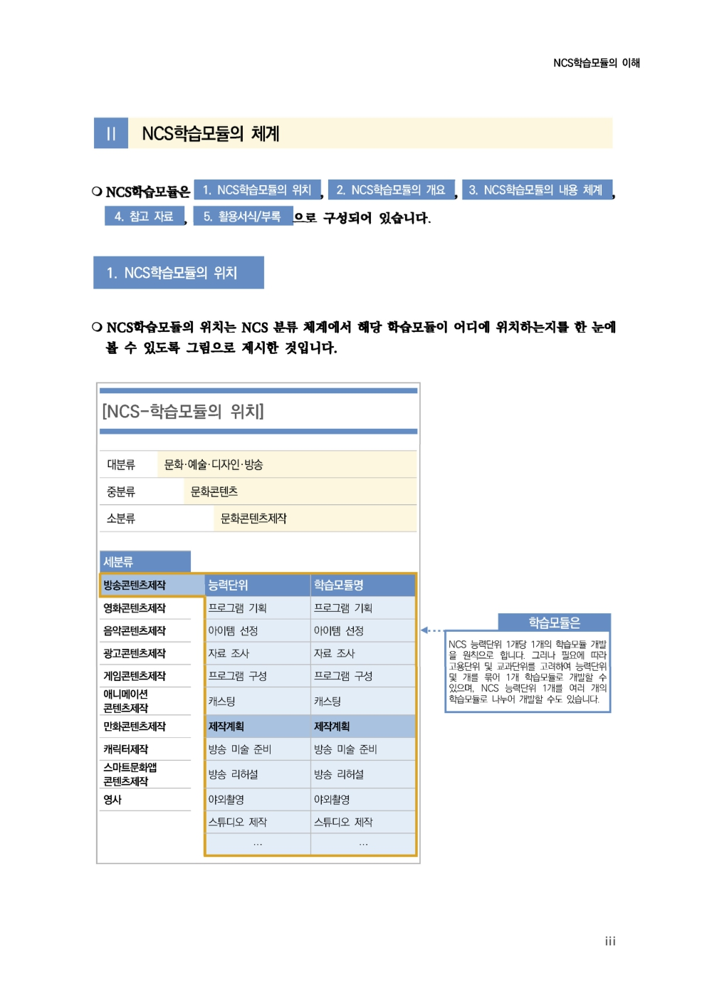 NCS학습모듈의 이해
II NCS학습모듈의 체계
❍ NCS학습모듈은 1. NCS학습모듈의 위치 , 2. NCS학습모듈의 개요 , 3. NCS학습모듈의 내용 체계 ,
4. 참고 자료 , 5. 활용서식/부록 으로 구성되어 있습니다.
1. NCS학습모듈의 위치
❍ NCS학습모듈의 위치는 NCS 분류 체계에서 해당 학습모듈이 어디에 위치하는지를 한 눈에
볼 수 있도록 그림으로 제시한 것입니다.
[NCS-학습모듈의 위치]
대분류 문화·예술·디자인·방송
중분류 문화콘텐츠
소분류 문화콘텐츠제작
세분류
방송콘텐츠제작 능력단위 학습모듈명
영화콘텐츠제작 프로그램 기획 프로그램 기획
음악콘텐츠제작 아이템 선정 아이템 선정
광고콘텐츠제작 자료 조사 자료 조사
게임콘텐츠제작 프로그램 구성 프로그램 구성
애니메이션
콘텐츠제작 캐스팅 캐스팅
만화콘텐츠제작 제작계획 제작계획
캐릭터제작 방송 미술 준비 방송 미술 준비
스마트문화앱
콘텐츠제작 방송 리허설 방송 리허설
영사 야외촬영 야외촬영
스튜디오 제작 스튜디오 제작
… …
학습모듈은
NCS 능력단위 1개당 1개의 학습모듈 개발
을 원칙으로 합니다. 그러나 필요에 따라
고용단위 및 교과단위를 고려하여 능력단위
및 개를 묶어 1개 학습모듈로 개발할 수
있으며, NCS 능력단위 1개를 여러 개의
학습모듈로 나누어 개발할 수도 있습니다.
iii